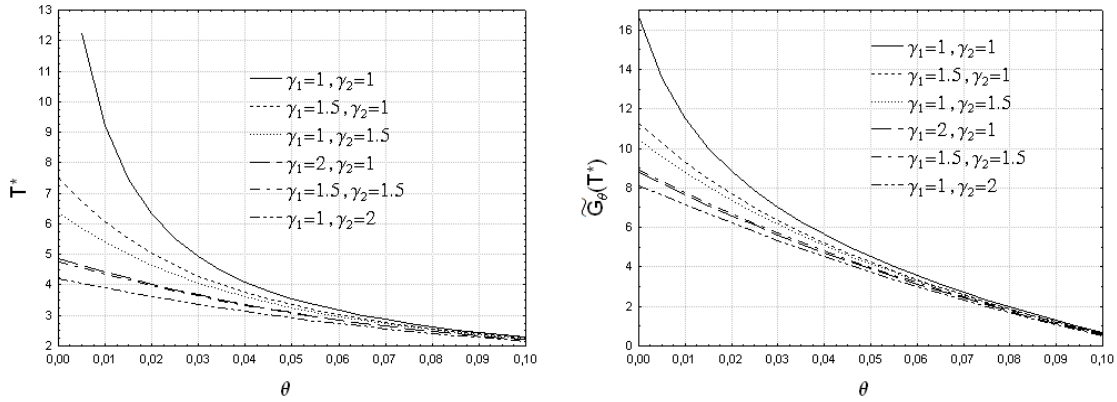 13
12
11
10
9
8
7
6
5
4
3
2
T*
γ₁=1 , γ₂=1
γ₁=1.5, γ₂=1
γ₁=1, γ₂=1.5
γ₁=2, γ₂=1
γ₁=1.5, γ₂=1.5
γ₁=1, γ₂=2
0,00 0,01 0,02 0,03 0,04 0,05 0,06 0,07 0,08 0,09 0,10
θ
16
14
12
10
8
6
4
2
0
G̃_θ(T*)
γ₁=1 , γ₂=1
γ₁=1.5, γ₂=1
γ₁=1, γ₂=1.5
γ₁=2, γ₂=1
γ₁=1.5, γ₂=1.5
γ₁=1, γ₂=2
0,00 0,01 0,02 0,03 0,04 0,05 0,06 0,07 0,08 0,09 0,10
θ